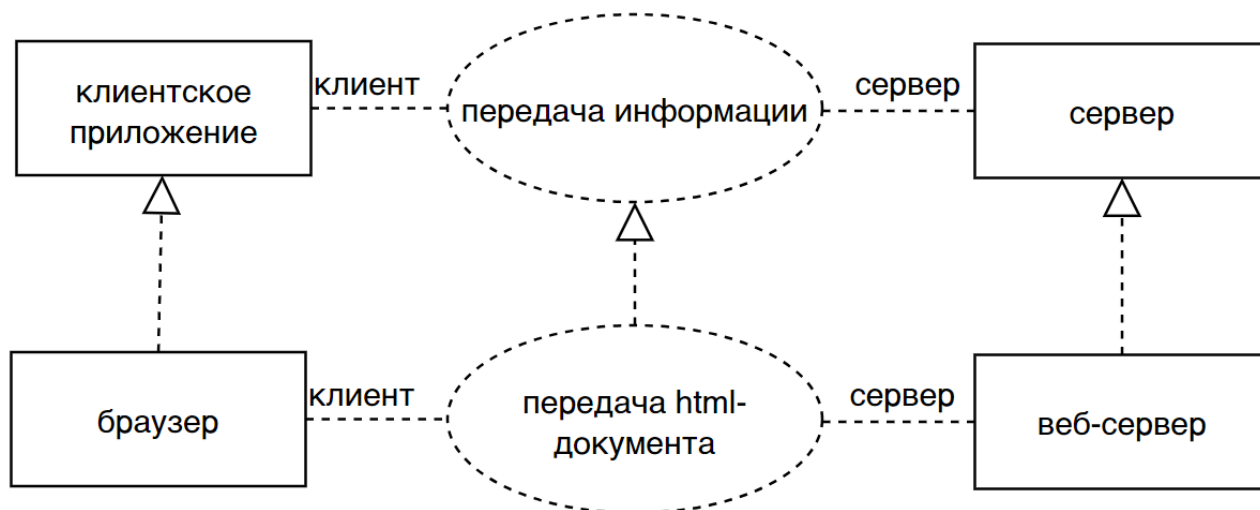 клиентское
приложение
клиент
передача информации
сервер
сервер
браузер
клиент
передача html-
документа
сервер
веб-сервер